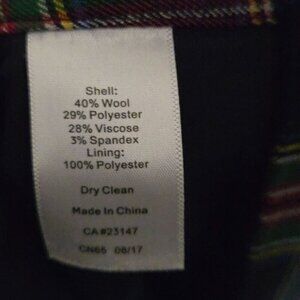 Shell:
40% Wool
29% Polyester
28% Viscose
3% Spandex
Lining:
100% Polyester
Dry Clean
Made In China
CA#23147
CN65 08/17